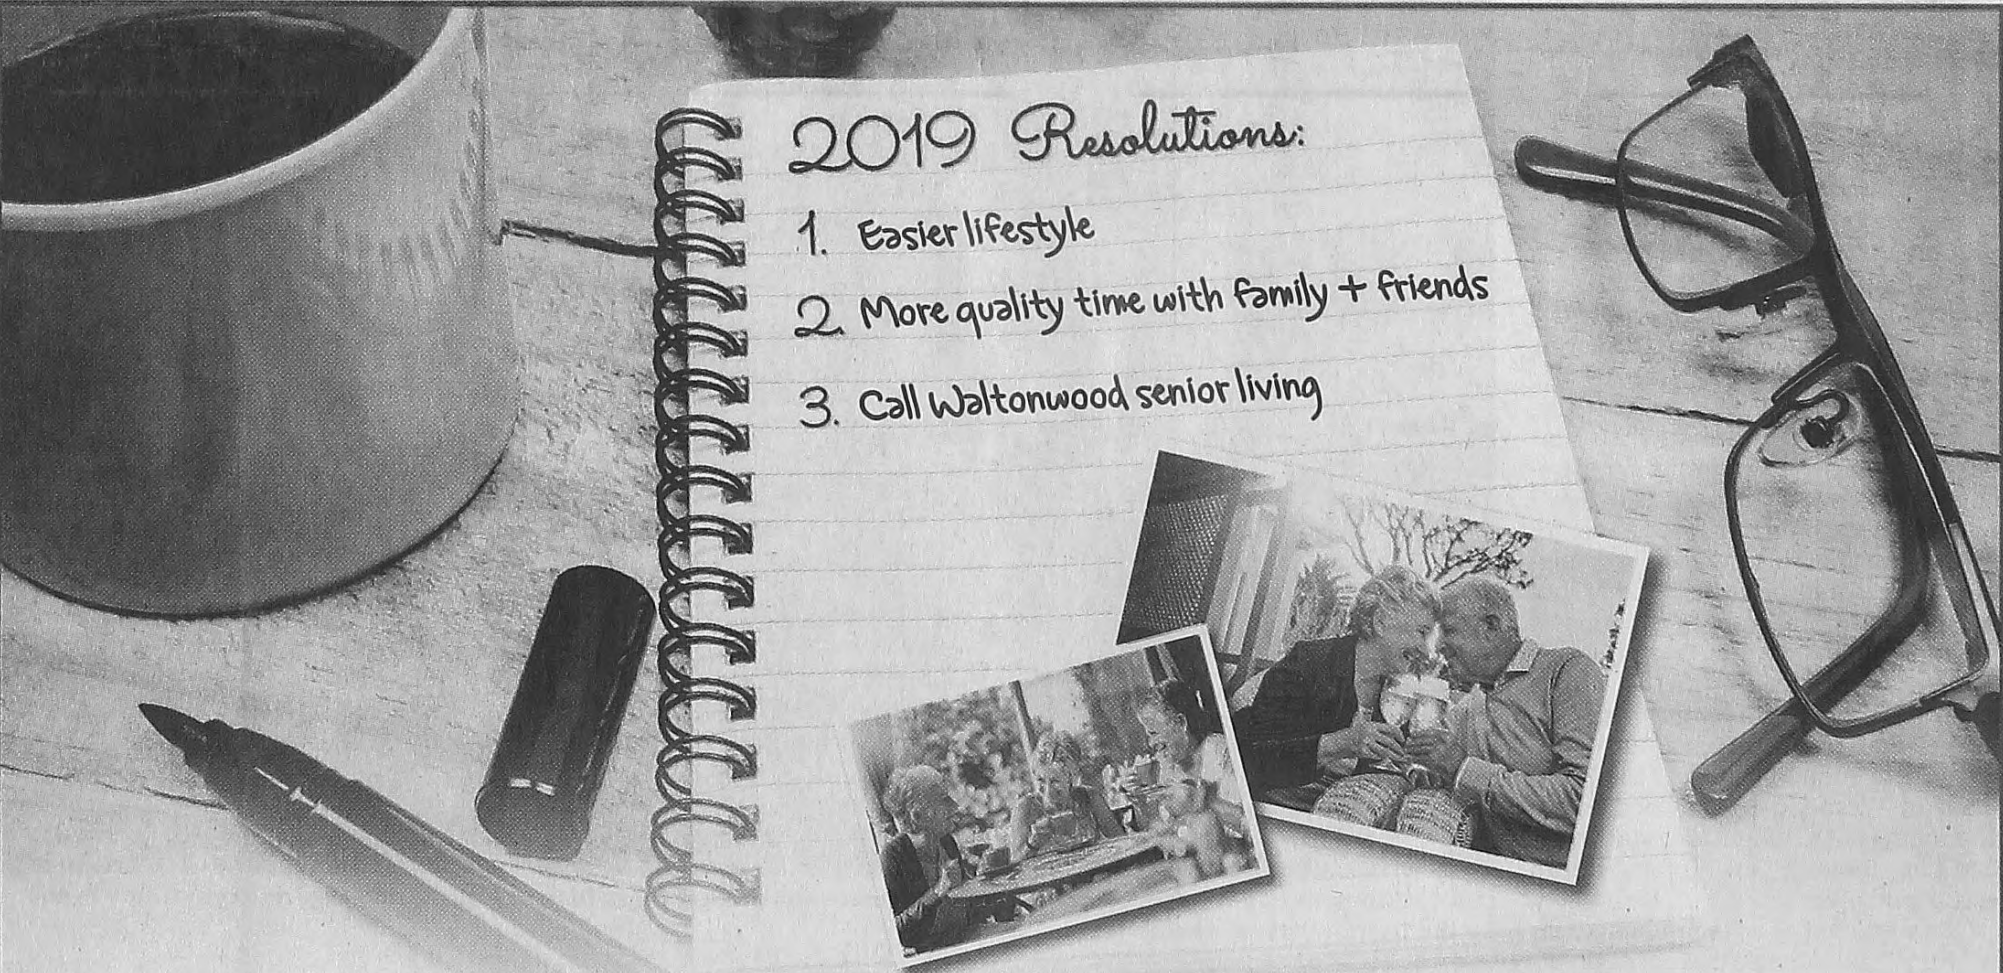 2019 Resolutions:
1. Easier lifestyle
2. More quality time with family + friends
3. Call Waltonwood senior living